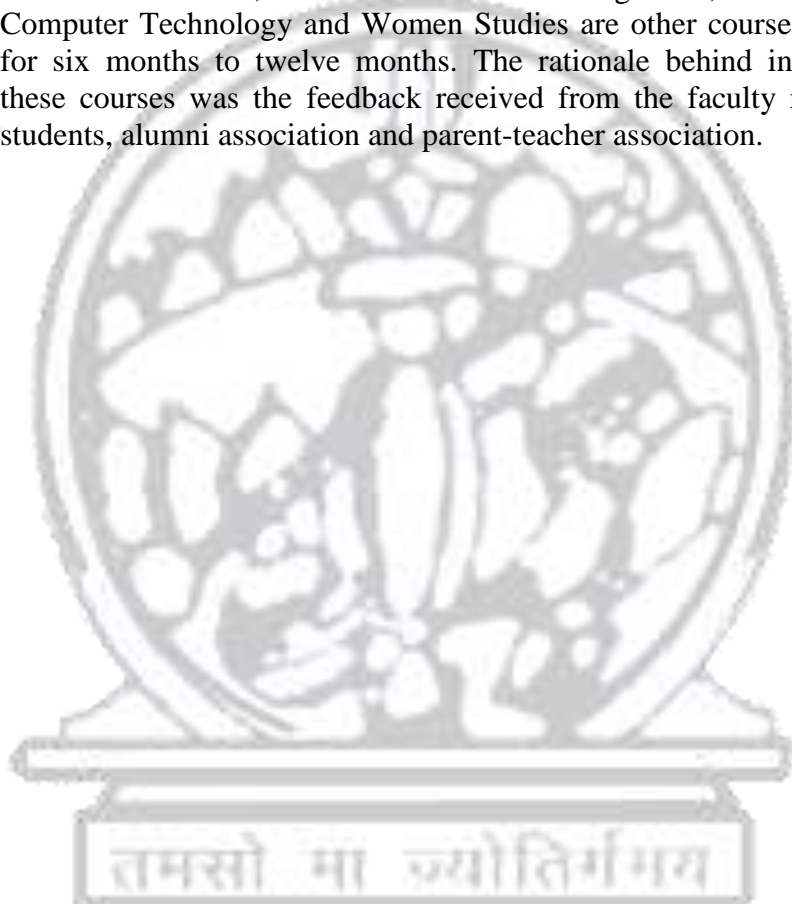 Computer Technology and Women Studies are other course
for six months to twelve months. The rationale behind in
these courses was the feedback received from the faculty
students, alumni association and parent-teacher association.
तमसो मा ज्योतिर्गमय